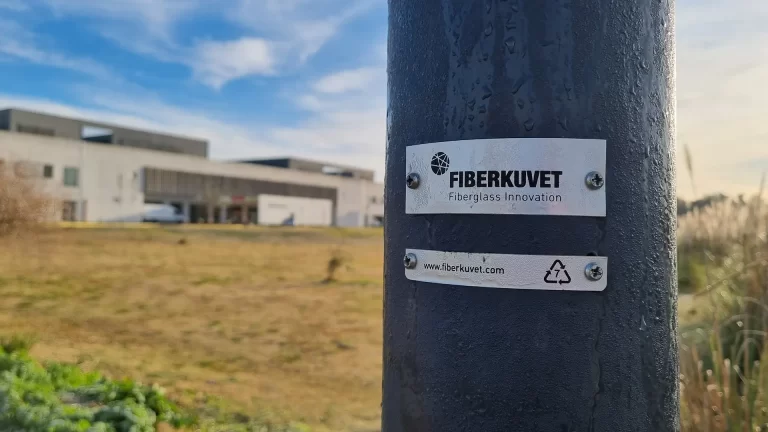 FIBERKUVET
Fiberglass Innovation
www.fiberkuvet.com
7